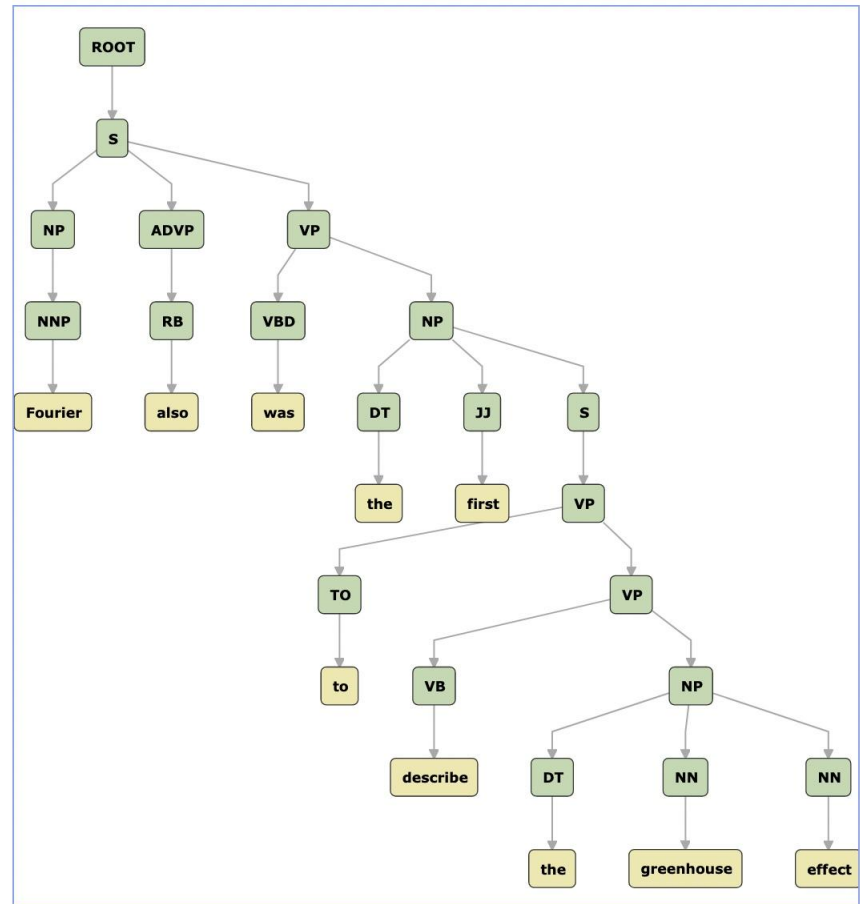 ROOT
S
NP ADVP VP
NNP RB VBD NP
Fourier also was DT JJ S
the first VP
TO VP
to VB NP
describe DT NN NN
the greenhouse effect